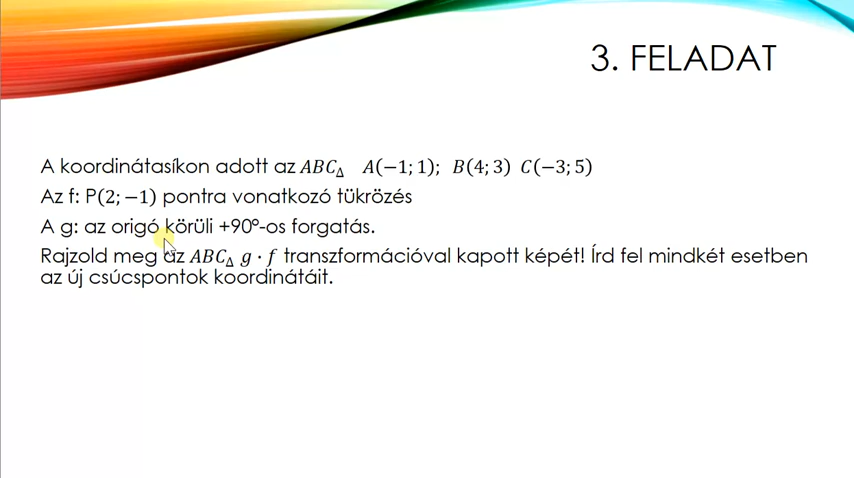 3. FELADAT
A koordinátasíkon adott az ABC△ A(−1; 1); B(4; 3) C(−3; 5)
Az f: P(2; −1) pontra vonatkozó tükrözés
A g: az origó körüli +90°-os forgatás.
Rajzold meg az ABC△ g · f transzformációval kapott képét! Írd fel mindkét esetben
az új csúcspontok koordinátáit.